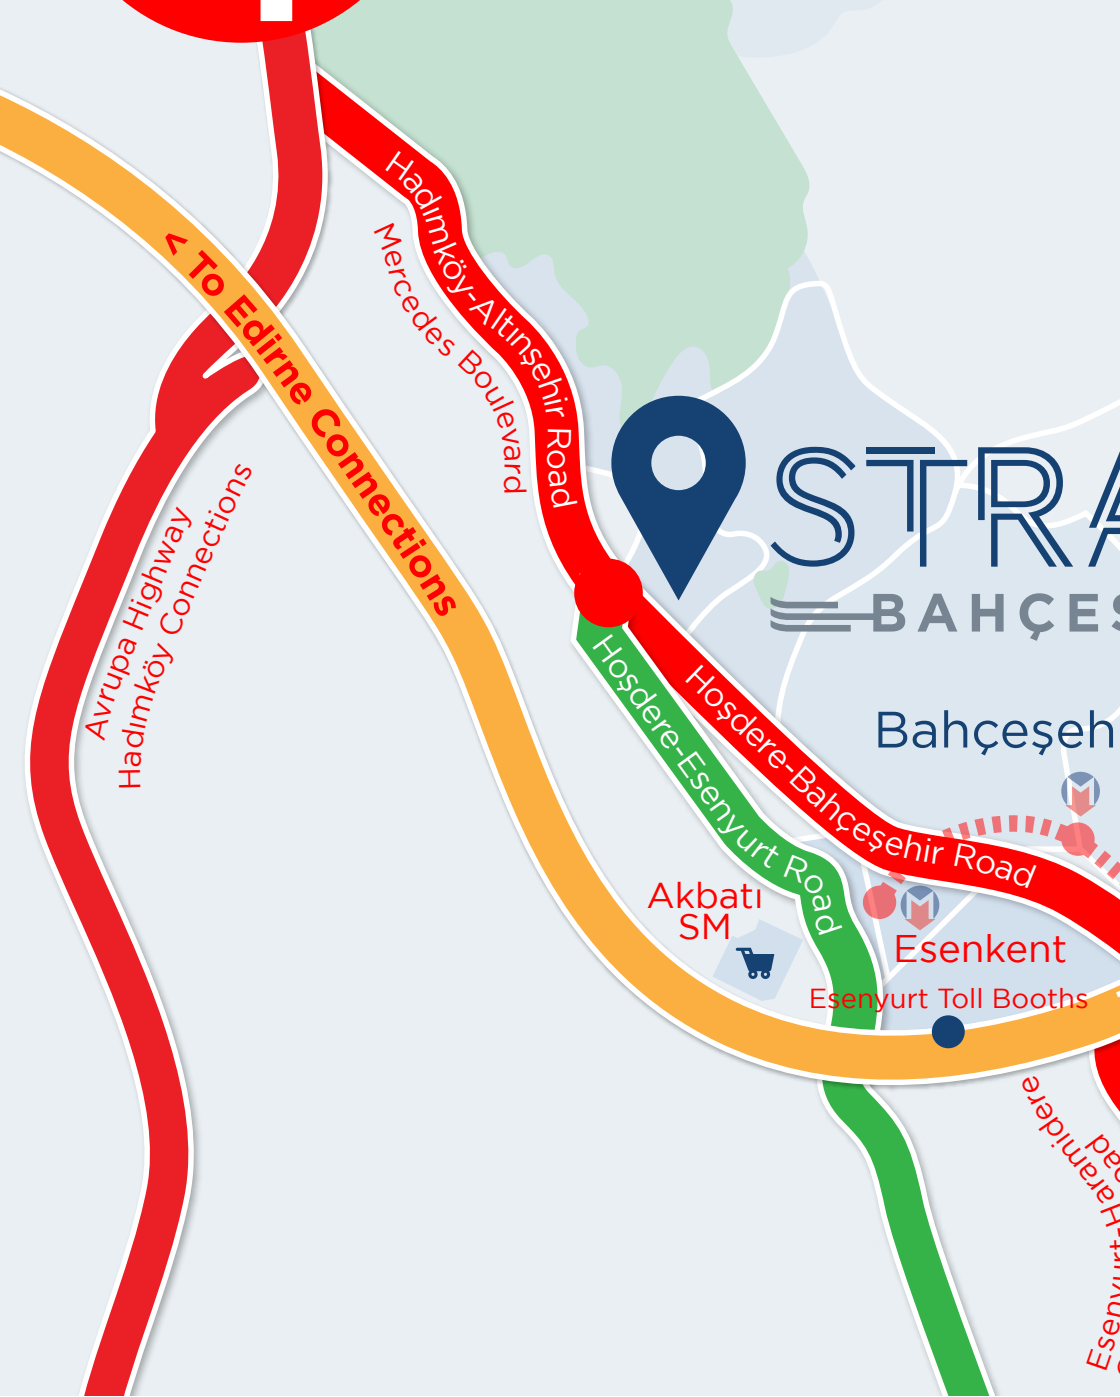 Hadımköy-Altınşehir Road
Mercedes Boulevard
< To Edirne Connections
Avrupa Highway
Hadımköy Connections
STRA
BAHÇES
Hoşdere-Bahçeşehir Road
Hoşdere-Esenyurt Road
Bahçeşeh
M
M
Akbatı
SM
Esenkent
Esenyurt Toll Booths
Esenyurt-Haramidere
oad